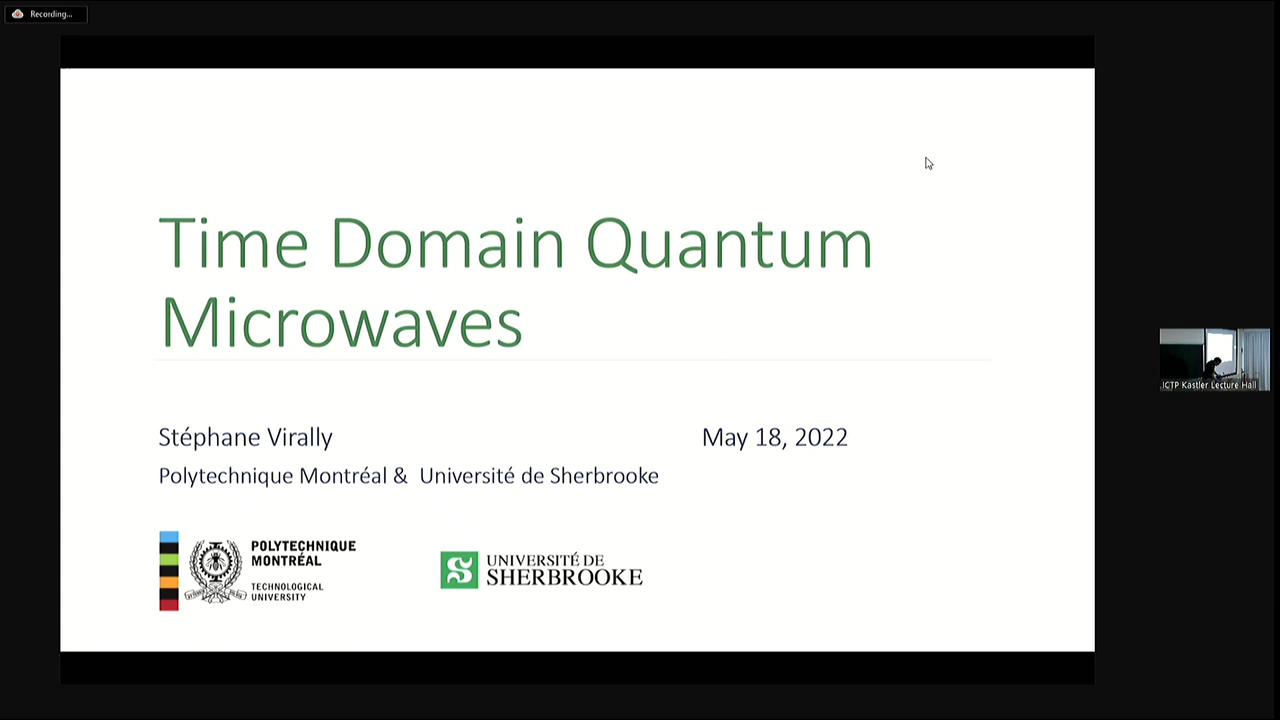 Recording...
Time Domain Quantum
Microwaves
Stéphane Virally
May 18, 2022
Polytechnique Montréal & Université de Sherbrooke
POLYTECHNIQUE
MONTRÉAL
TECHNOLOGICAL
UNIVERSITY
UNIVERSITÉ DE
SHERBROOKE
ICTP Kastler Lecture Hall